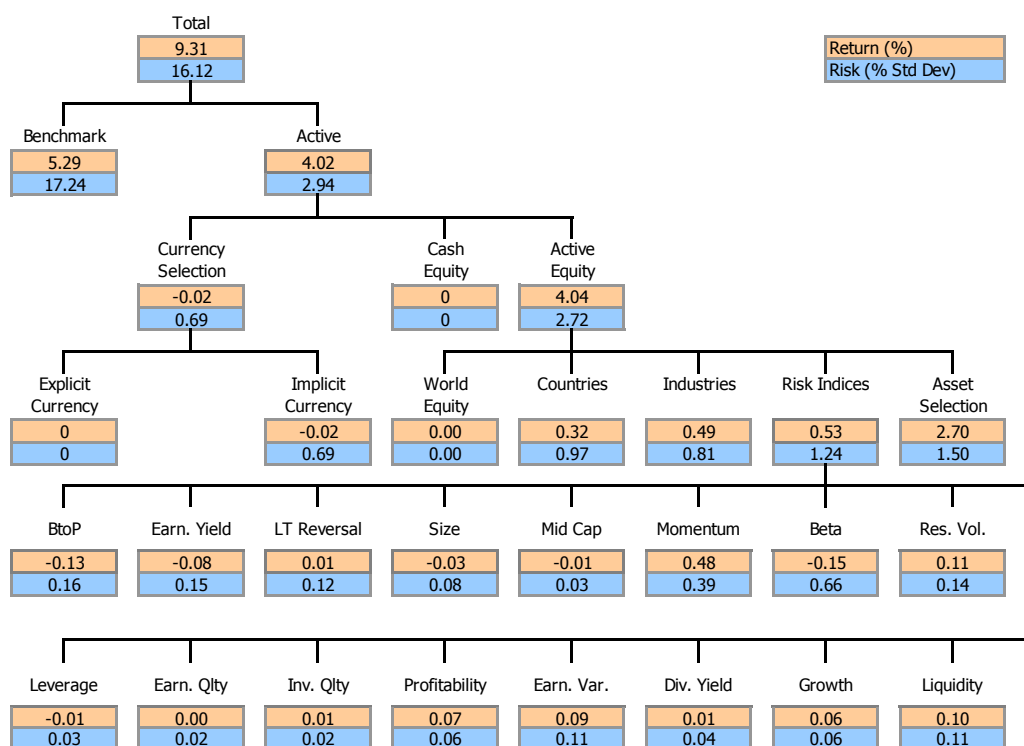 Total
9.31
16.12
Return (%)
Risk (% Std Dev)
Benchmark
Active
5.29
4.02
17.24
2.94
Currency
Selection
Cash
Equity
Active
Equity
-0.02
0
4.04
0.69
0
2.72
Explicit
Currency
Implicit
Currency
World
Equity
Countries
Industries
Risk Indices
Asset
Selection
0
-0.02
0.00
0.32
0.49
0.53
2.70
0
0.69
0.00
0.97
0.81
1.24
1.50
BtoP
Earn. Yield
LT Reversal
Size
Mid Cap
Momentum
Beta
Res. Vol.
-0.13
-0.08
0.01
-0.03
-0.01
0.48
-0.15
0.11
0.16
0.15
0.12
0.08
0.03
0.39
0.66
0.14
Leverage
Earn. Qlty
Inv. Qlty
Profitability
Earn. Var.
Div. Yield
Growth
Liquidity
-0.01
0.00
0.01
0.07
0.09
0.01
0.06
0.10
0.03
0.02
0.02
0.06
0.11
0.04
0.06
0.11